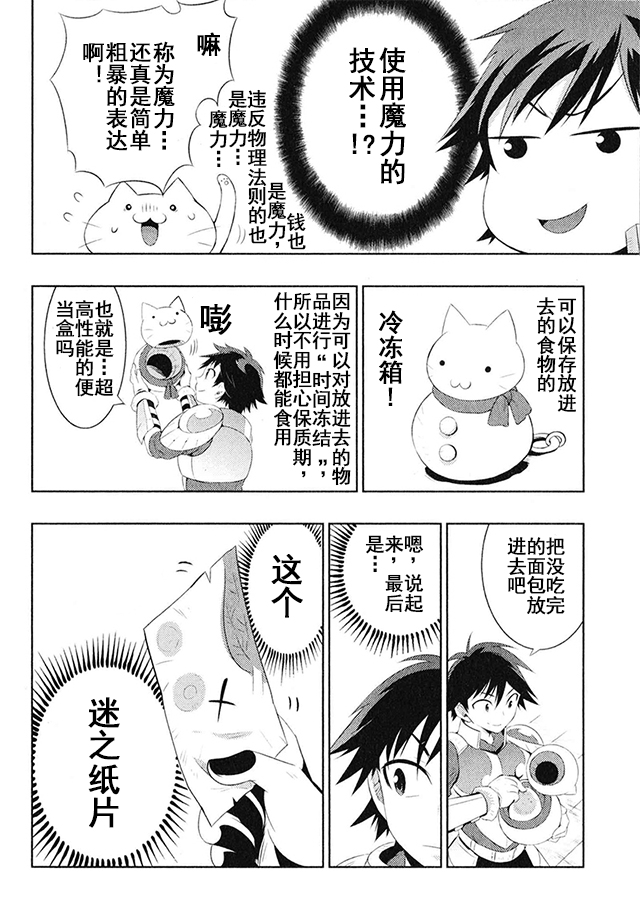 使用魔力的
技术…!?
嘛
称为魔力…
还真是简单
粗暴的表达
啊!
钱也
是魔力,
违反物理法则的也
是魔力…
魔力…
可以保存放进
去的食物的
冷冻箱!
因为可以对放进去的物
品进行“时间冻结”,
所以不用担心保质期,
什么时候都能食用
嘭
也就是…超
高性能的便
当盒吗
把没吃完
的面包放
进去吧
嗯,说起
来,最后
是…
这个
迷之纸片